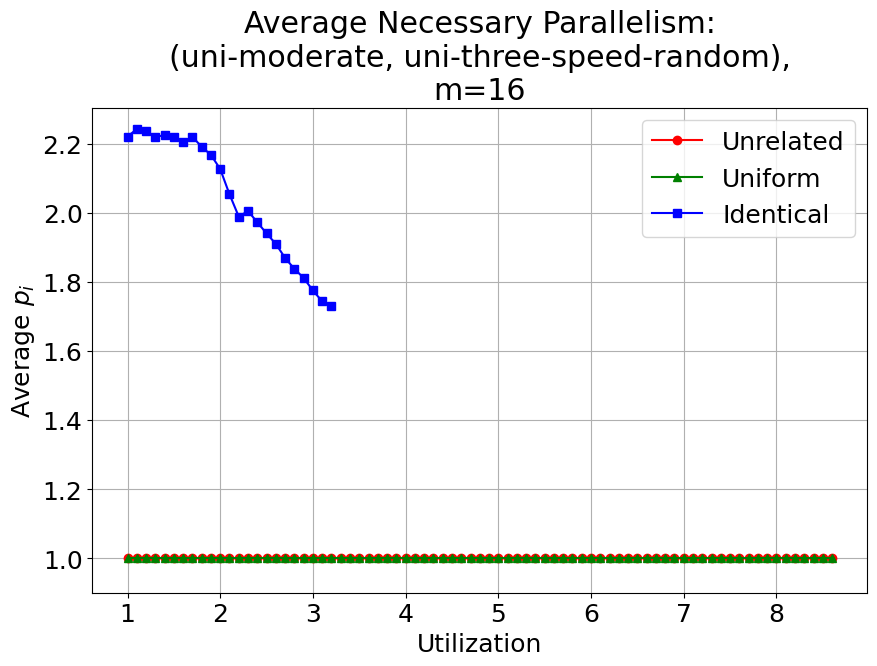 Average Necessary Parallelism:
(uni-moderate, uni-three-speed-random),
m=16
Unrelated
Uniform
Identical
2.2
2.0
1.8
1.6
1.4
1.2
1.0
Average pᵢ
1 2 3 4 5 6 7 8
Utilization